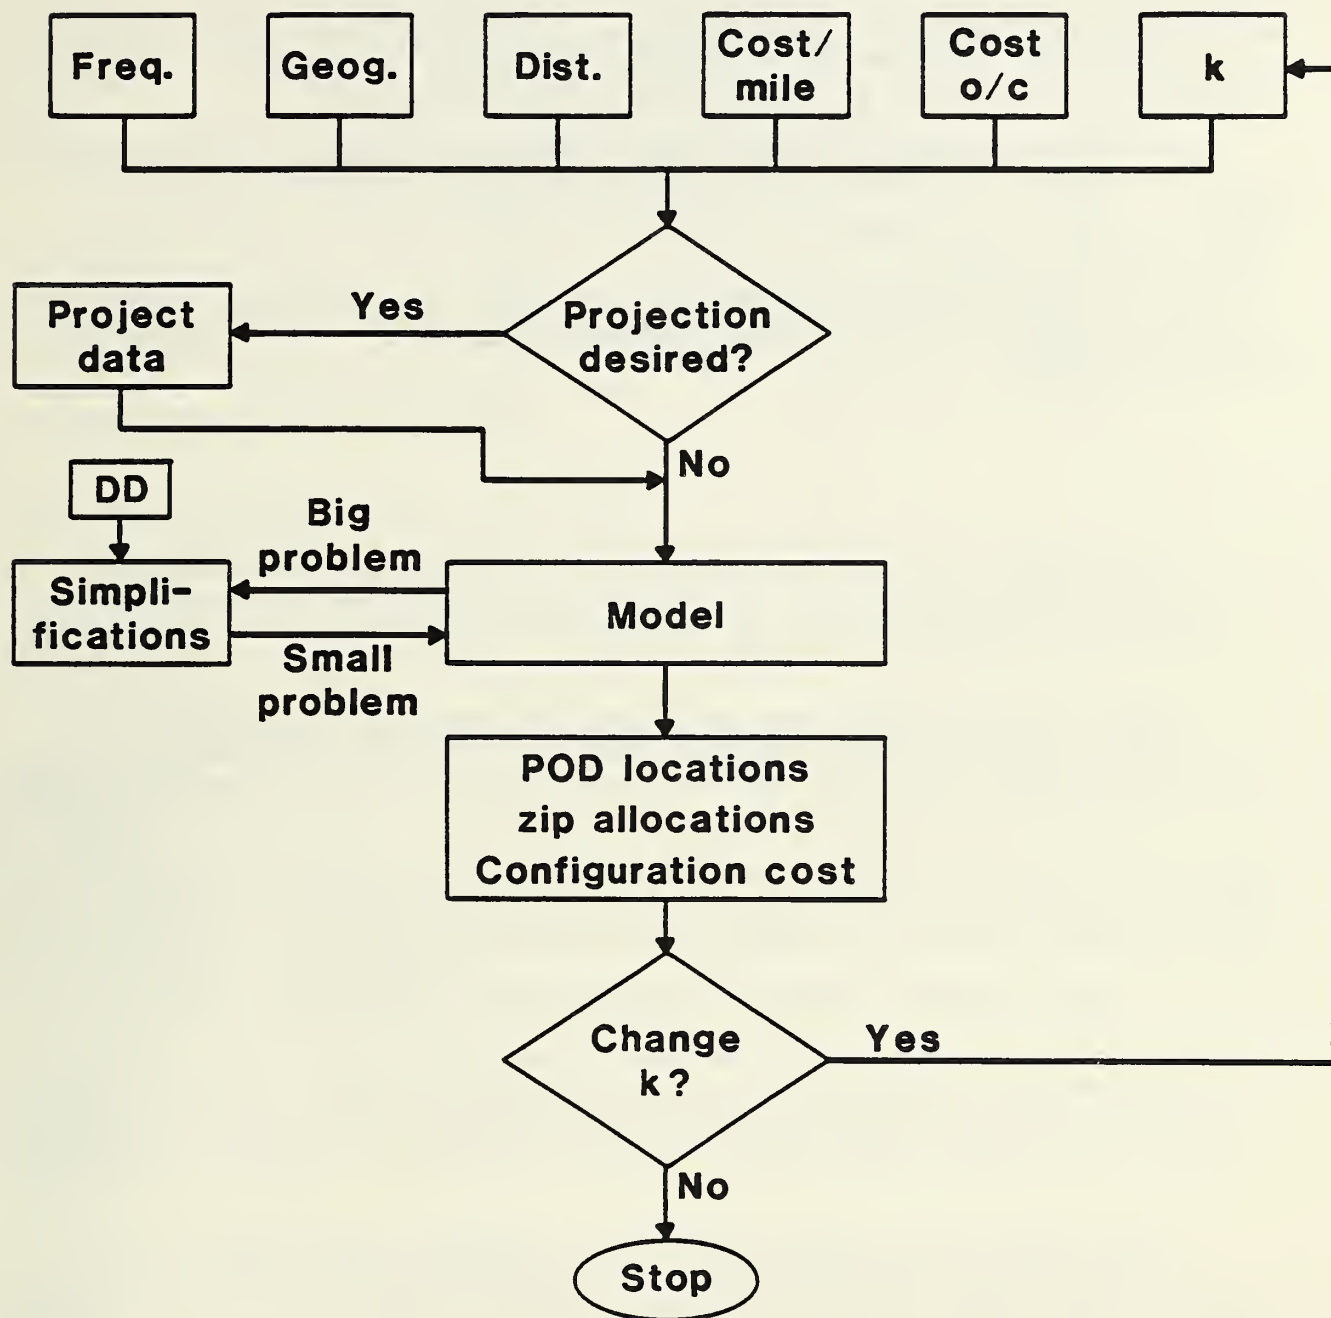 Freq.
Geog.
Dist.
Cost/
mile
Cost
o/c
k
Projection
desired?
Yes
Project
data
No
DD
Big
problem
Simpli-
fications
Model
Small
problem
POD locations
zip allocations
Configuration cost
Change
k?
Yes
No
Stop